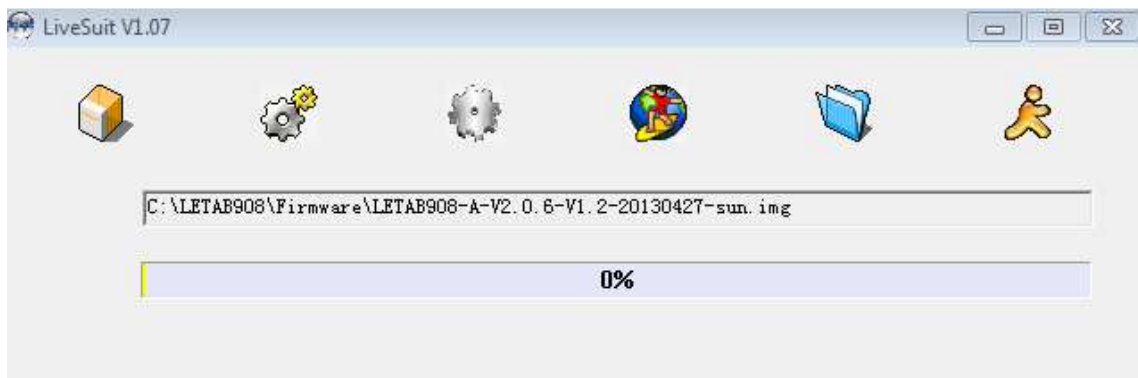 LiveSuit V1.07
C:\LETAB908\Firmware\LETAB908-A-V2.0.6-V1.2-20130427-sun.img
0%